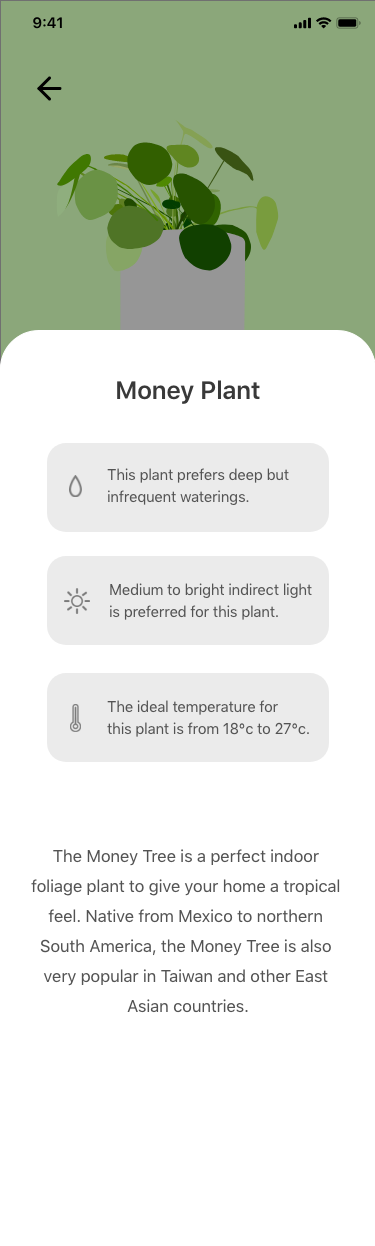 9:41
Money Plant
This plant prefers deep but
infrequent waterings.
Medium to bright indirect light
is preferred for this plant.
The ideal temperature for
this plant is from 18ºc to 27ºc.
The Money Tree is a perfect indoor
foliage plant to give your home a tropical
feel. Native from Mexico to northern
South America, the Money Tree is also
very popular in Taiwan and other East
Asian countries.